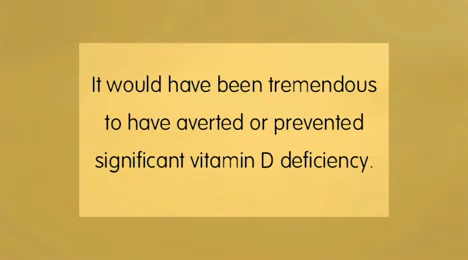 It would have been tremendous
to have averted or prevented
significant vitamin D deficiency.